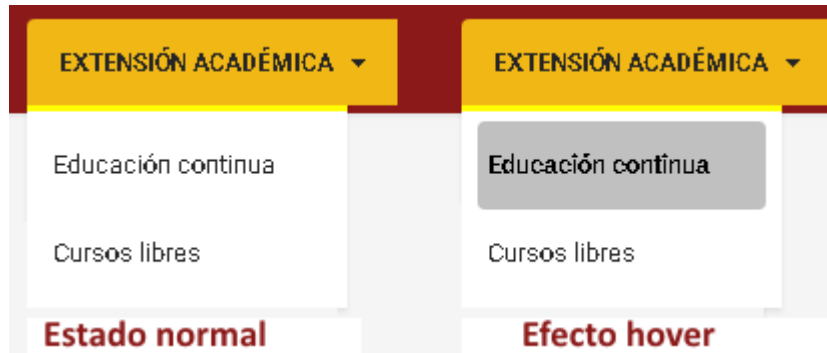 EXTENSIÓN ACADÉMICA
Educación continua
Cursos libres
Estado normal
EXTENSIÓN ACADÉMICA
Educación continua
Cursos libres
Efecto hover